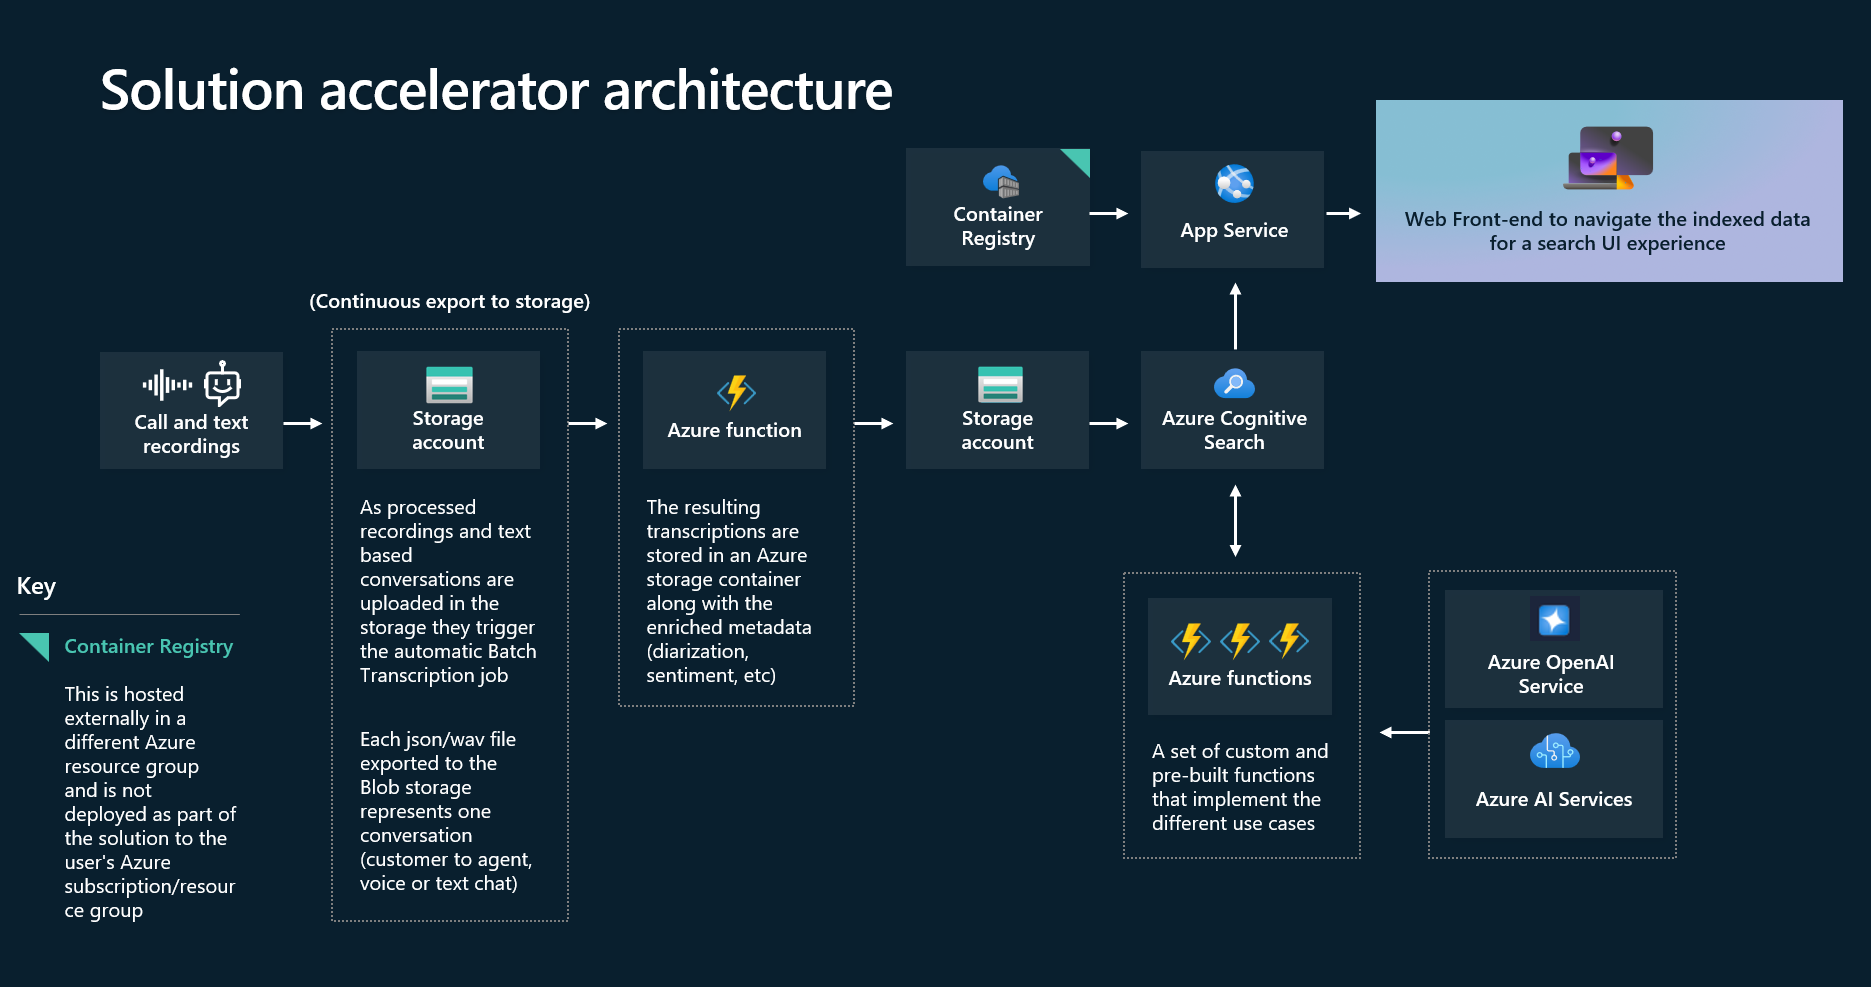 Solution accelerator architecture
Container
Registry
App Service
Web Front-end to navigate the indexed data
for a search UI experience
(Continuous export to storage)
Call and text
recordings
Storage
account
Azure function
Storage
account
Azure Cognitive
Search
As processed
recordings and text
based
conversations are
uploaded in the
storage they trigger
the automatic Batch
Transcription job
Each json/wav file
exported to the
Blob storage
represents one
conversation
(customer to agent,
voice or text chat)
The resulting
transcriptions are
stored in an Azure
storage container
along with the
enriched metadata
(diarization,
sentiment, etc)
Azure functions
A set of custom and
pre-built functions
that implement the
different use cases
Azure OpenAI
Service
Azure AI Services
Key
Container Registry
This is hosted
externally in a
different Azure
resource group
and is not
deployed as part of
the solution to the
user's Azure
subscription/resour
ce group